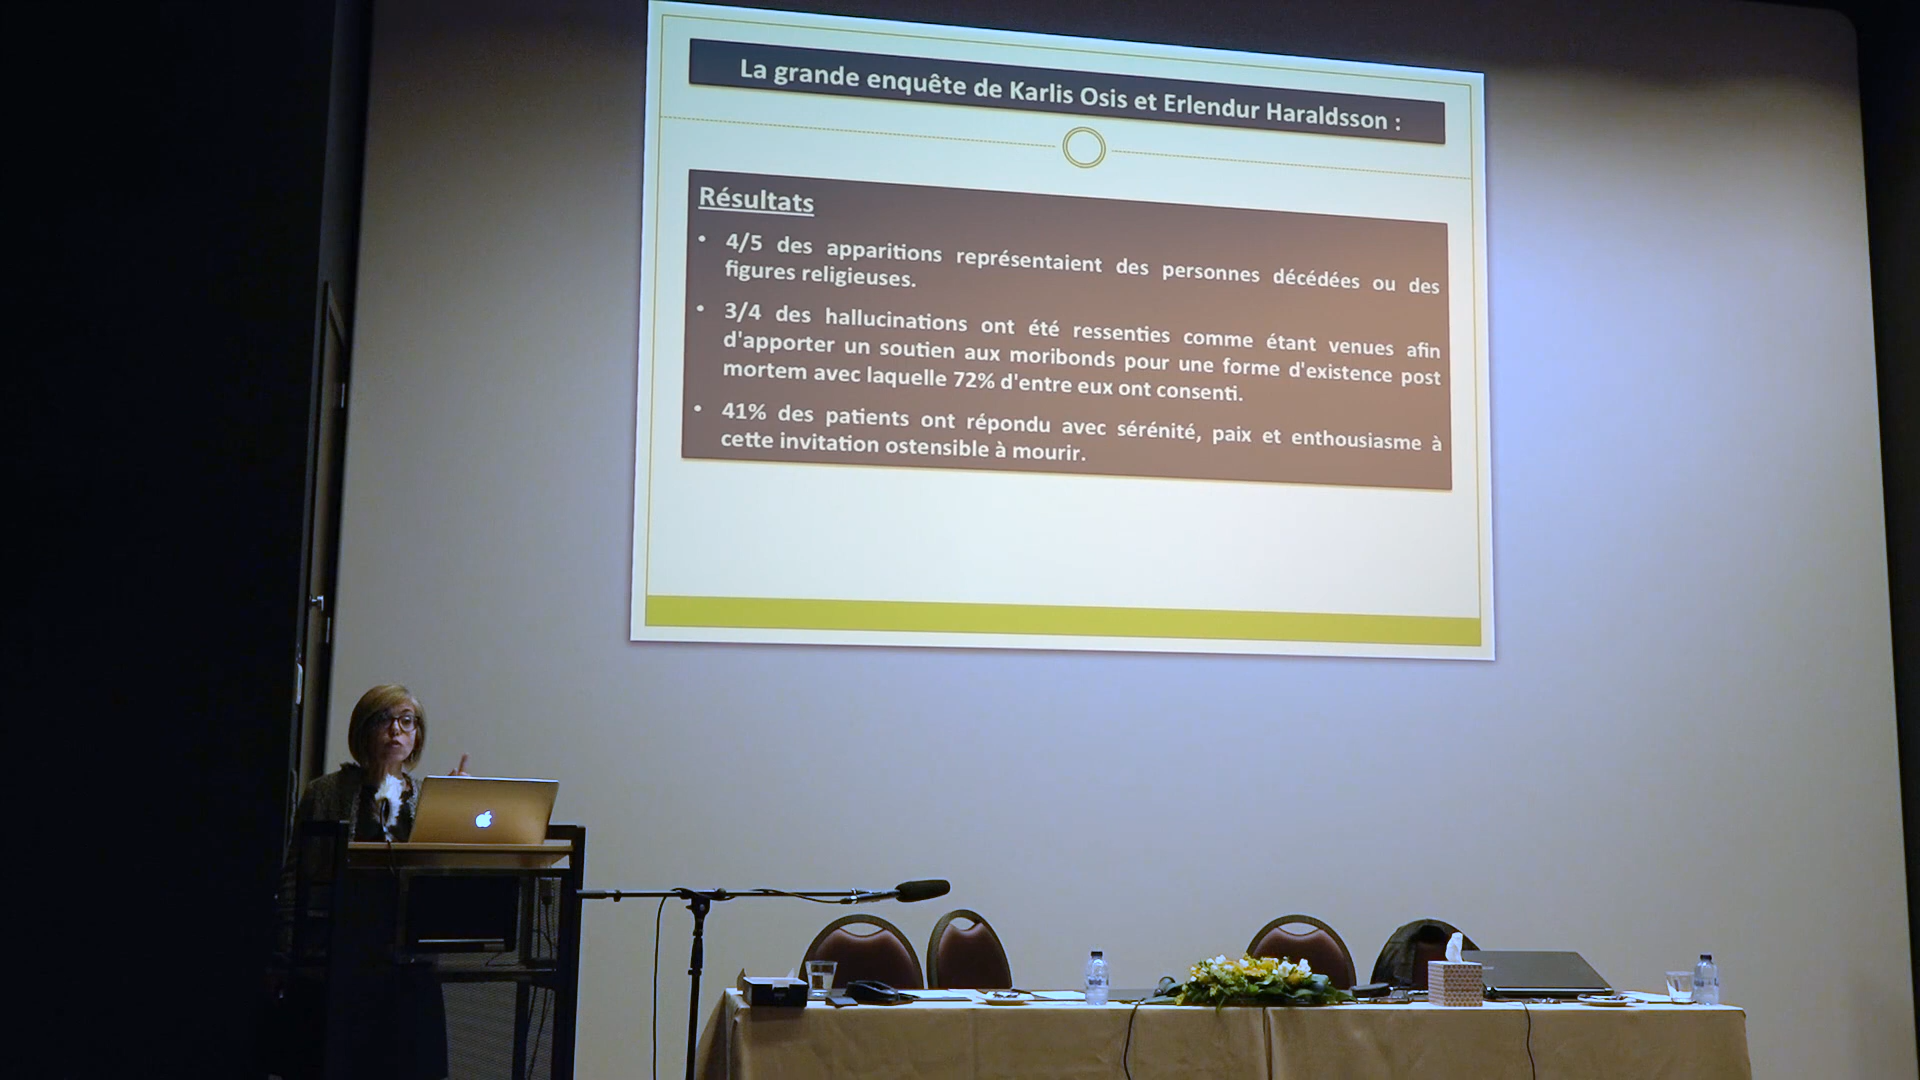 La grande enquête de Karlis Osis et Erlendur Haraldsson :
Résultats
• 4/5 des apparitions représentaient des personnes décédées ou des
figures religieuses.
• 3/4 des hallucinations ont été ressenties comme étant venues afin
d'apporter un soutien aux moribonds pour une forme d'existence post
mortem avec laquelle 72% d'entre eux ont consenti.
• 41% des patients ont répondu avec sérénité, paix et enthousiasme à
cette invitation ostensible à mourir.